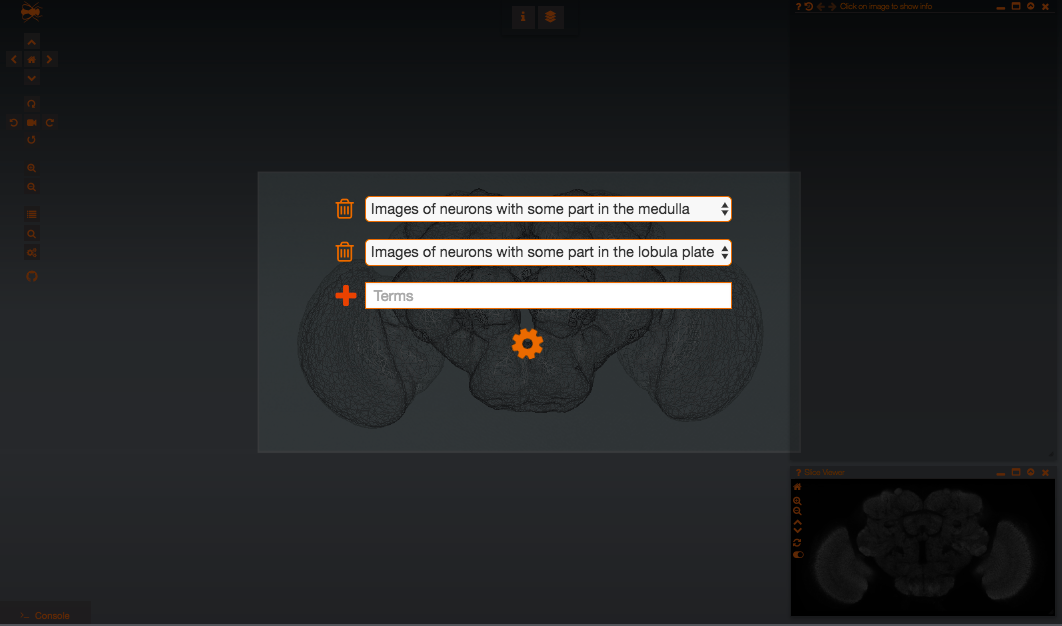 Click on image to show info
Images of neurons with some part in the medulla
Images of neurons with some part in the lobula plate
Terms
Slice Viewer
Console